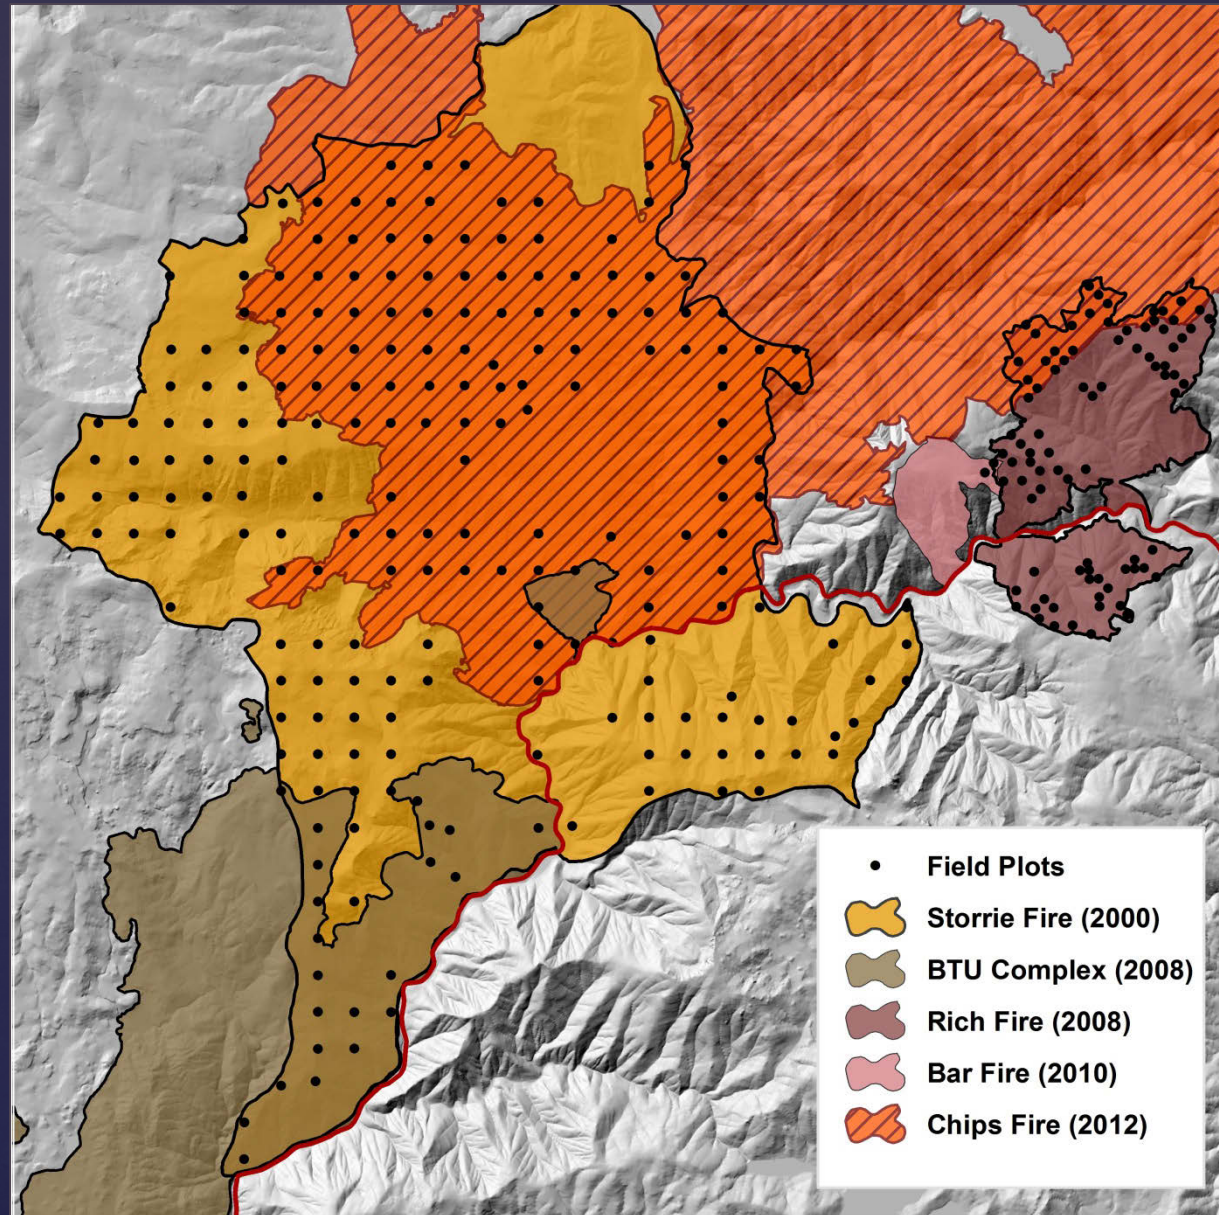 Field Plots
Storrie Fire (2000)
BTU Complex (2008)
Rich Fire (2008)
Bar Fire (2010)
Chips Fire (2012)